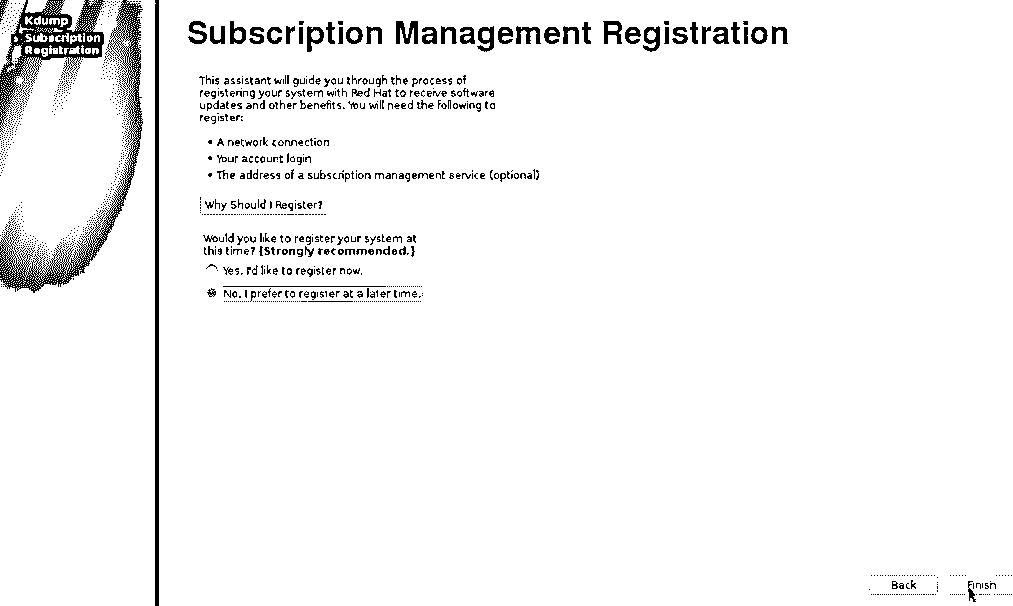 Kdump
Subscription
Registration
Subscription Management Registration
This assistant will guide you through the process of
registering your system with Red Hat to receive software
updates and other benefits. You will need the following to
register:
• A network connection
• Your account login
• The address of a subscription management service (optional)
Why Should I Register?
Would you like to register your system at
this time? (Strongly recommended.)
Yes, I'd like to register now.
No, I prefer to register at a later time.
Back
Finish